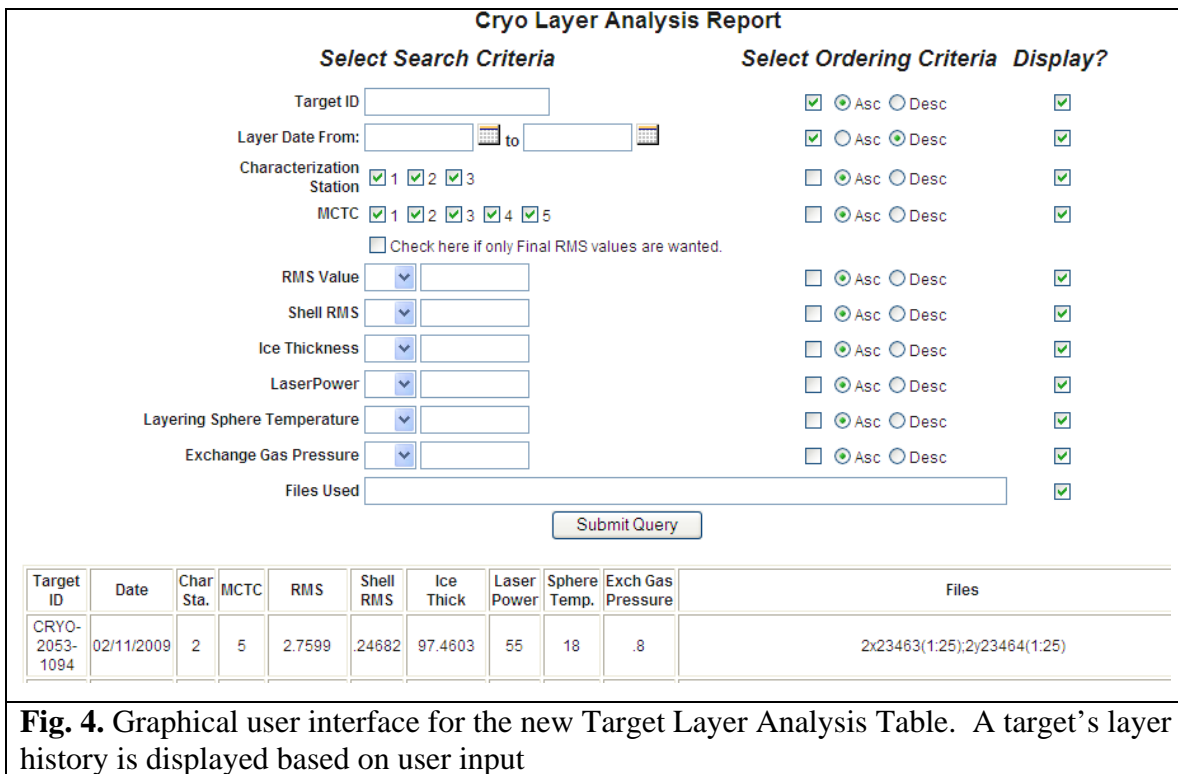 Cryo Layer Analysis Report
Select Search Criteria Select Ordering Criteria Display?
Target ID Asc Desc
Layer Date From: to Asc Desc
Characterization
Station 1 2 3 Asc Desc
MCTC 1 2 3 4 5 Asc Desc
Check here if only Final RMS values are wanted.
RMS Value Asc Desc
Shell RMS Asc Desc
Ice Thickness Asc Desc
LaserPower Asc Desc
Layering Sphere Temperature Asc Desc
Exchange Gas Pressure Asc Desc
Files Used
Submit Query
Target ID Date Char Sta. MCTC RMS Shell RMS Ice Thick Laser Power Sphere Temp. Exch Gas Pressure Files
CRYO-2053-1094 02/11/2009 2 5 2.7599 .24682 97.4603 55 18 .8 2x23463(1:25);2y23464(1:25)
Fig. 4. Graphical user interface for the new Target Layer Analysis Table. A target’s layer
history is displayed based on user input